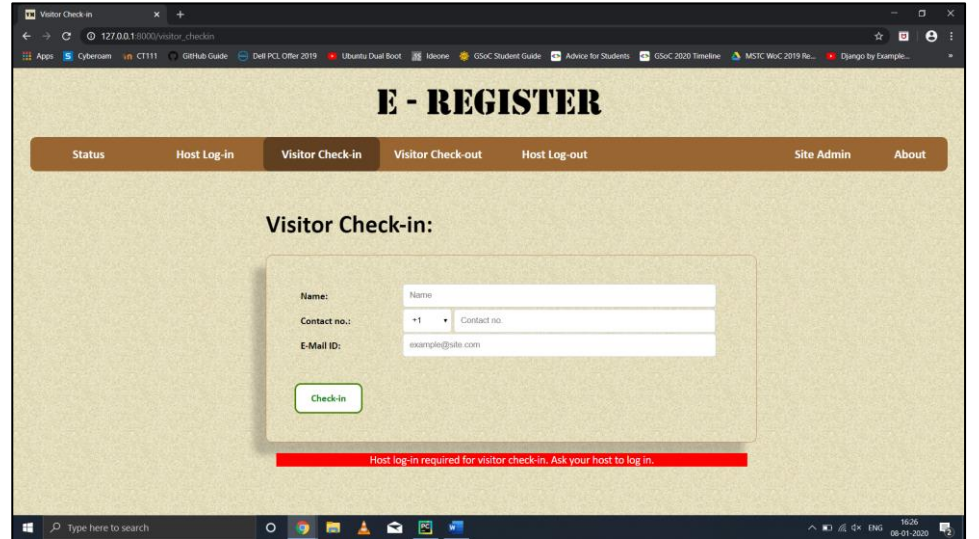 Visitor Check-in
127.0.0.1:8000/visitor_checkin
Apps Cyberoam CT111 GitHub Guide Dell PCL Offer 2019 Ubuntu Dual Boot Ideone GSoC Student Guide Advice for Students GSoC 2020 Timeline MSTC WoC 2019 Re... Django by Example...
E - REGISTER
Status Host Log-in Visitor Check-in Visitor Check-out Host Log-out Site Admin About
Visitor Check-in:
Name: Name
Contact no.: +1 Contact no.
E-Mail ID: example@site.com
Check-in
Host log-in required for visitor check-in. Ask your host to log in.
Type here to search
ENG
16:26
08-01-2020
2